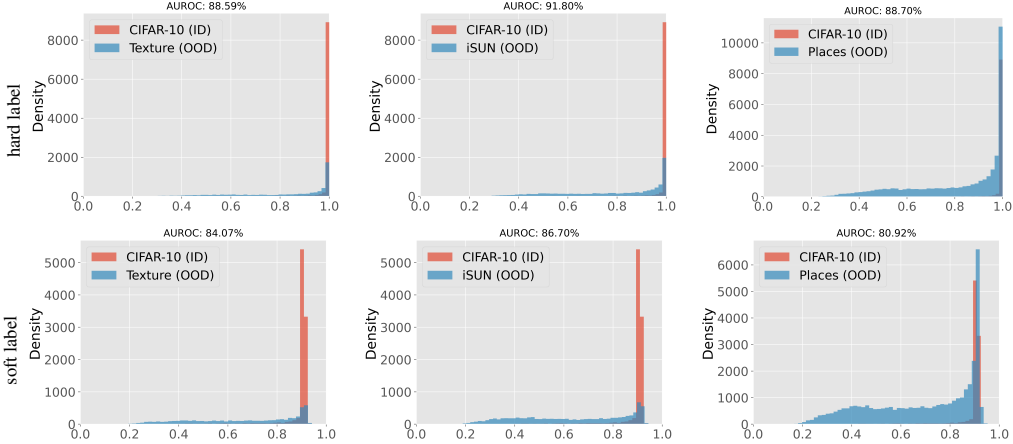 AUROC: 88.59%
CIFAR-10 (ID)
Texture (OOD)
Density
8000
6000
4000
2000
0
0.0 0.2 0.4 0.6 0.8 1.0
AUROC: 91.80%
CIFAR-10 (ID)
iSUN (OOD)
Density
8000
6000
4000
2000
0
0.0 0.2 0.4 0.6 0.8 1.0
AUROC: 88.70%
CIFAR-10 (ID)
Places (OOD)
Density
10000
8000
6000
4000
2000
0
0.0 0.2 0.4 0.6 0.8 1.0
hard label
AUROC: 84.07%
CIFAR-10 (ID)
Texture (OOD)
Density
5000
4000
3000
2000
1000
0
0.0 0.2 0.4 0.6 0.8 1.0
AUROC: 86.70%
CIFAR-10 (ID)
iSUN (OOD)
Density
5000
4000
3000
2000
1000
0
0.0 0.2 0.4 0.6 0.8 1.0
AUROC: 80.92%
CIFAR-10 (ID)
Places (OOD)
Density
6000
5000
4000
3000
2000
1000
0
0.0 0.2 0.4 0.6 0.8 1.0
soft label